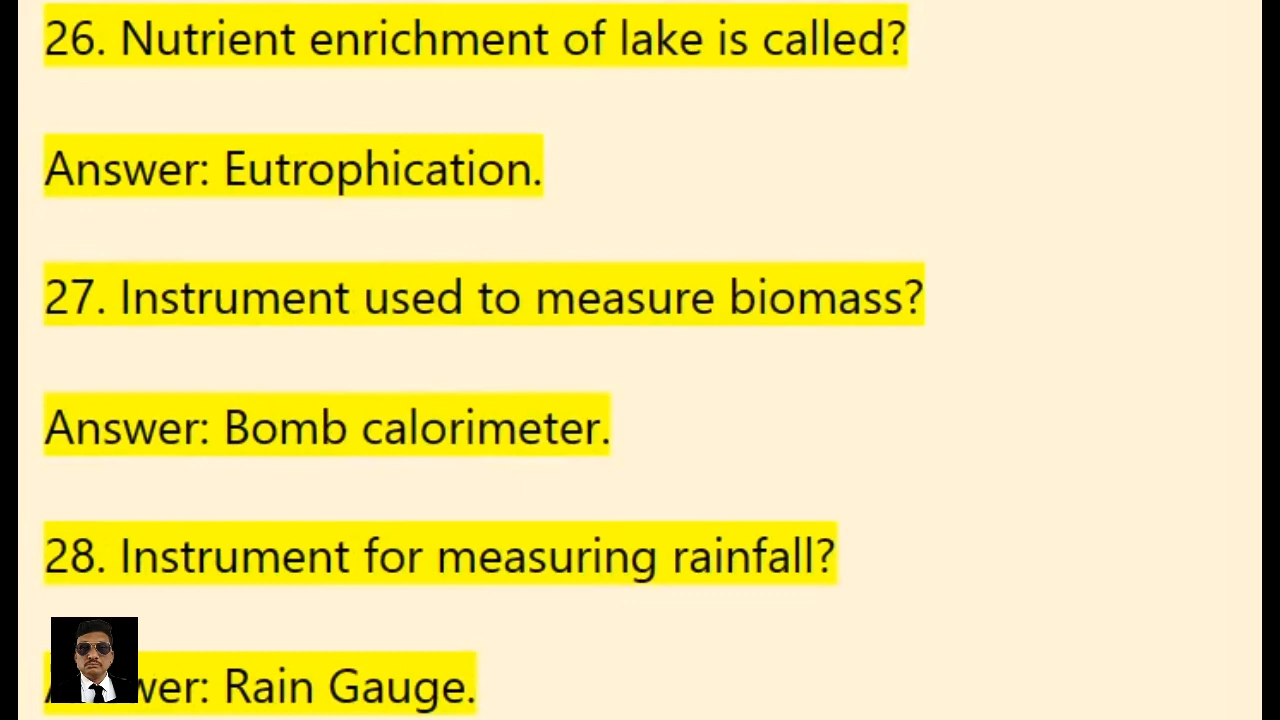 26. Nutrient enrichment of lake is called?
Answer: Eutrophication.
27. Instrument used to measure biomass?
Answer: Bomb calorimeter.
28. Instrument for measuring rainfall?
Rain Gauge.